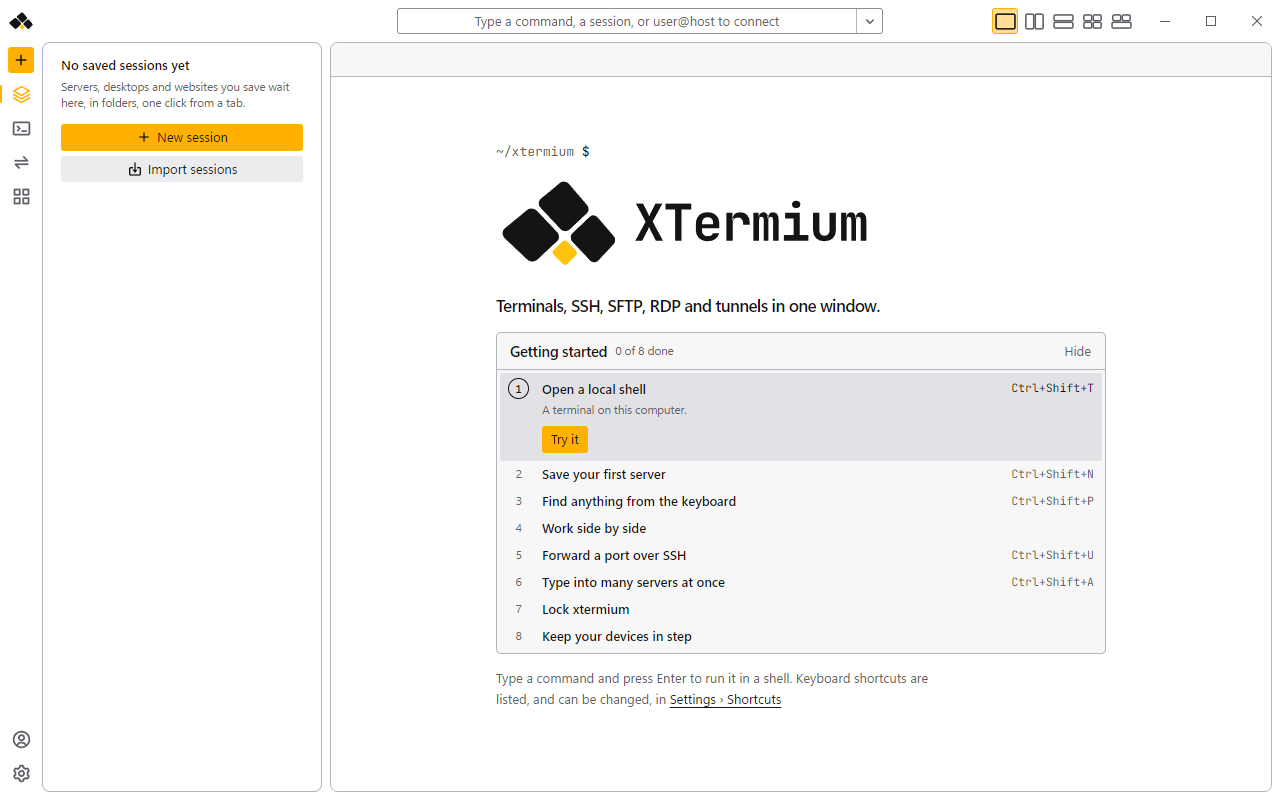 Type a command, a session, or user@host to connect
No saved sessions yet
Servers, desktops and websites you save wait
here, in folders, one click from a tab.
New session
Import sessions
~/xtermium $
XTermium
Terminals, SSH, SFTP, RDP and tunnels in one window.
Getting started 0 of 8 done Hide
1 Open a local shell Ctrl+Shift+T
A terminal on this computer.
Try it
2 Save your first server Ctrl+Shift+N
3 Find anything from the keyboard Ctrl+Shift+P
4 Work side by side
5 Forward a port over SSH Ctrl+Shift+U
6 Type into many servers at once Ctrl+Shift+A
7 Lock xtermium
8 Keep your devices in step
Type a command and press Enter to run it in a shell. Keyboard shortcuts are
listed, and can be changed, in Settings › Shortcuts